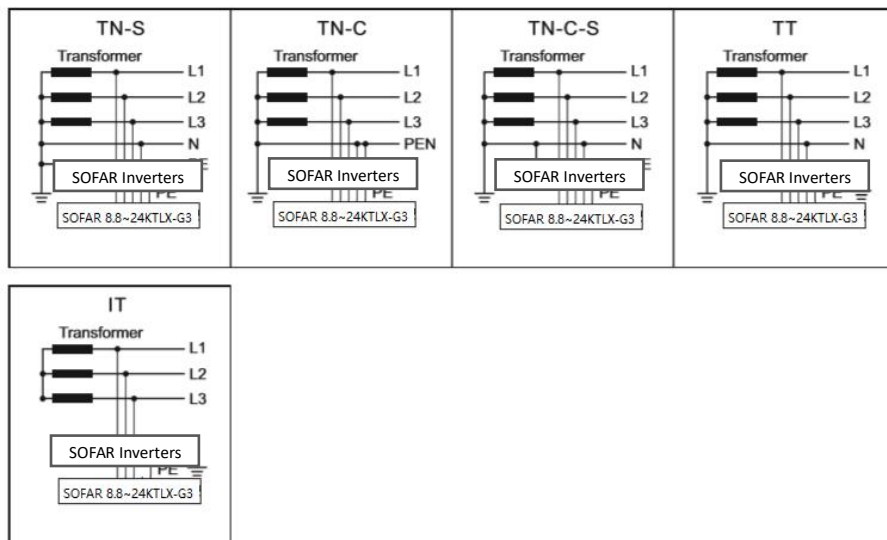 TN-S
Transformer
L1
L2
L3
N
SOFAR Inverters
PE
SOFAR 8.8~24KTLX-G3
TN-C
Transformer
L1
L2
L3
PEN
SOFAR Inverters
PE
SOFAR 8.8~24KTLX-G3
TN-C-S
Transformer
L1
L2
L3
N
SOFAR Inverters
PE
SOFAR 8.8~24KTLX-G3
TT
Transformer
L1
L2
L3
N
SOFAR Inverters
PE
SOFAR 8.8~24KTLX-G3
IT
Transformer
L1
L2
L3
SOFAR Inverters
PE
SOFAR 8.8~24KTLX-G3